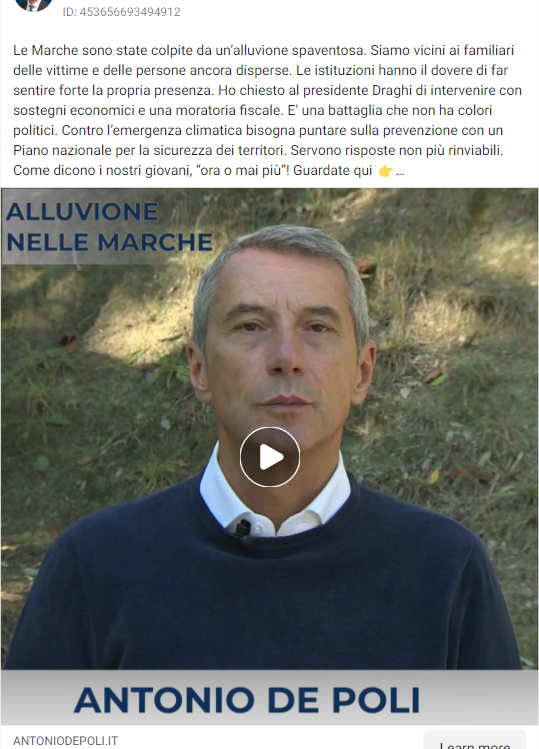 ID: 453656693494912
Le Marche sono state colpite da un'alluvione spaventosa. Siamo vicini ai familiari
delle vittime e delle persone ancora disperse. Le istituzioni hanno il dovere di far
sentire forte la propria presenza. Ho chiesto al presidente Draghi di intervenire con
sostegni economici e una moratoria fiscale. E' una battaglia che non ha colori
politici. Contro l'emergenza climatica bisogna puntare sulla prevenzione con un
Piano nazionale per la sicurezza dei territori. Servono risposte non più rinviabili.
Come dicono i nostri giovani, "ora o mai più"! Guardate qui 👉 ...
ALLUVIONE
NELLE MARCHE
ANTONIO DE POLI
ANTONIODEPOLI.IT
Learn more